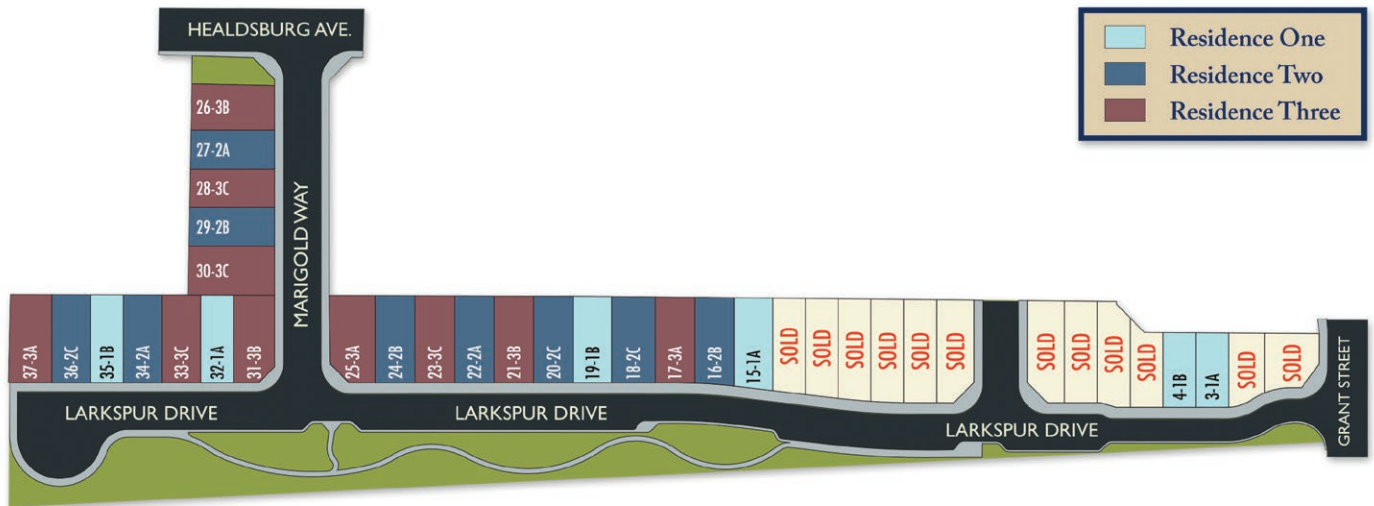 HEALDSBURG AVE.
Residence One
Residence Two
Residence Three
26-3B
27-2A
28-3C
29-2B
30-3C
MARIGOLD WAY
37-3A
36-2C
35-1B
34-2A
33-3C
32-1A
31-3B
25-3A
24-2B
23-3C
22-2A
21-3B
20-2C
19-1B
18-2C
17-3A
16-2B
15-1A
SOLD
SOLD
SOLD
SOLD
SOLD
SOLD
SOLD
SOLD
SOLD
SOLD
4-1B
3-1A
SOLD
SOLD
GRANT STREET
LARKSPUR DRIVE
LARKSPUR DRIVE
LARKSPUR DRIVE